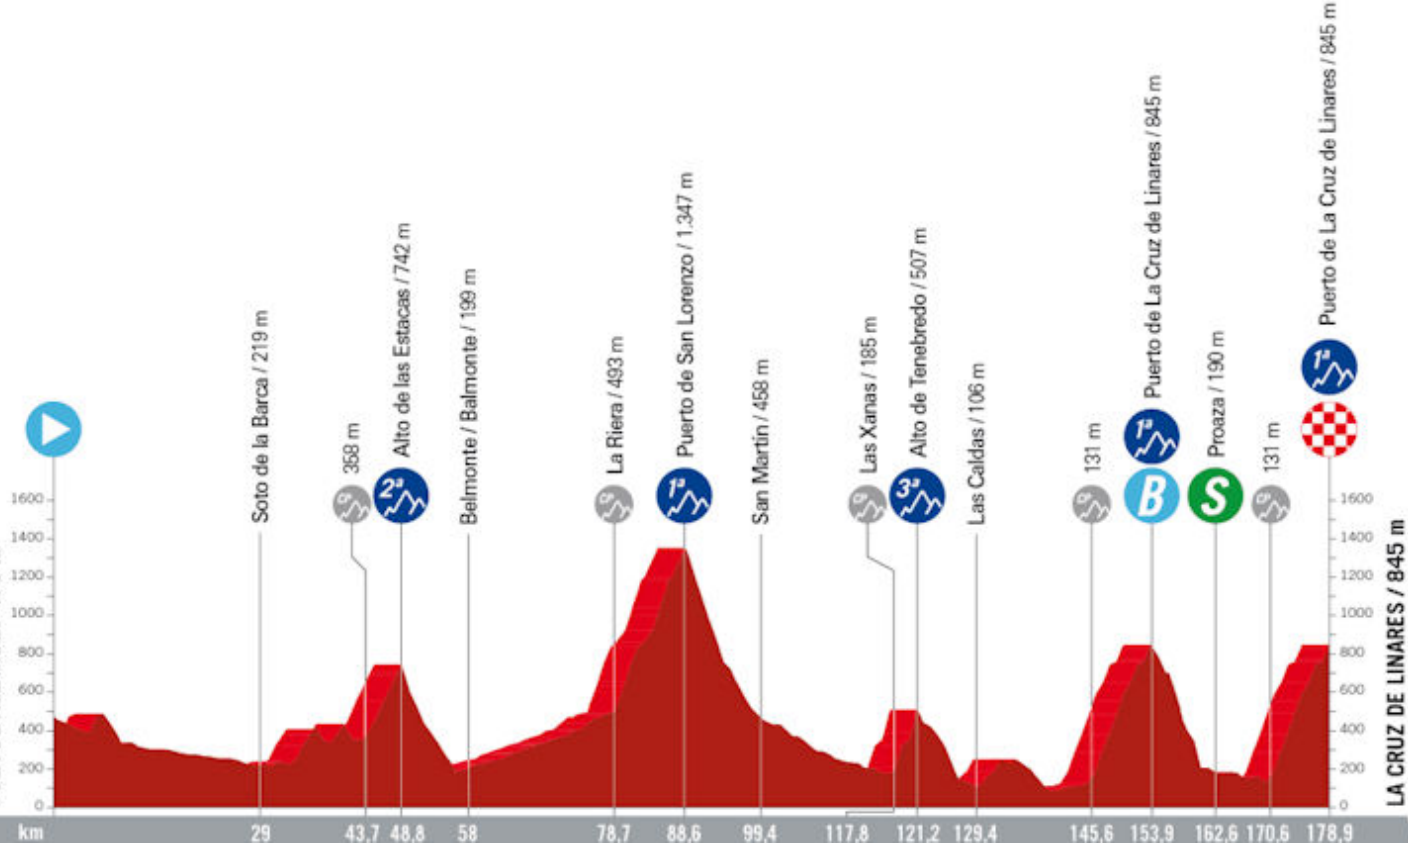 Soto de la Barca / 219 m
358 m
Alto de las Estacas / 742 m
Belmonte / Balmonte / 199 m
La Riera / 493 m
Puerto de San Lorenzo / 1.347 m
San Martín / 458 m
Las Xanas / 185 m
Alto de Tenebredo / 507 m
Las Caldas / 106 m
131 m
Puerto de La Cruz de Linares / 845 m
Proaza / 190 m
131 m
Puerto de La Cruz de Linares / 845 m
CP
2ª
CP
1ª
CP
3ª
CP
1ª
B
S
CP
1ª
1600
1400
1200
1000
800
600
400
200
0
1600
1400
1200
1000
800
600
400
200
0
LA CRUZ DE LINARES / 845 m
km 29 43,7 48,8 58 78,7 88,6 99,4 117,8 121,2 129,4 145,6 153,9 162,6 170,6 178,9